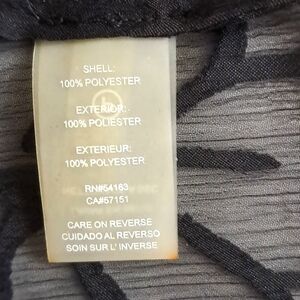 SHELL:
100% POLYESTER
EXTERIOR:
100% POLIESTER
EXTERIEUR:
100% POLYESTER
RN#54163
CA#57151
CARE ON REVERSE
CUIDADO AL REVERSO
SOIN SUR L' INVERSE